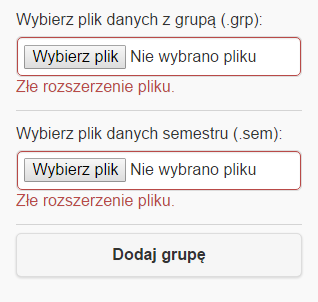 Wybierz plik danych z grupą (.grp):
Wybierz plik Nie wybrano pliku
Złe rozszerzenie pliku.
Wybierz plik danych semestru (.sem):
Wybierz plik Nie wybrano pliku
Złe rozszerzenie pliku.
Dodaj grupę